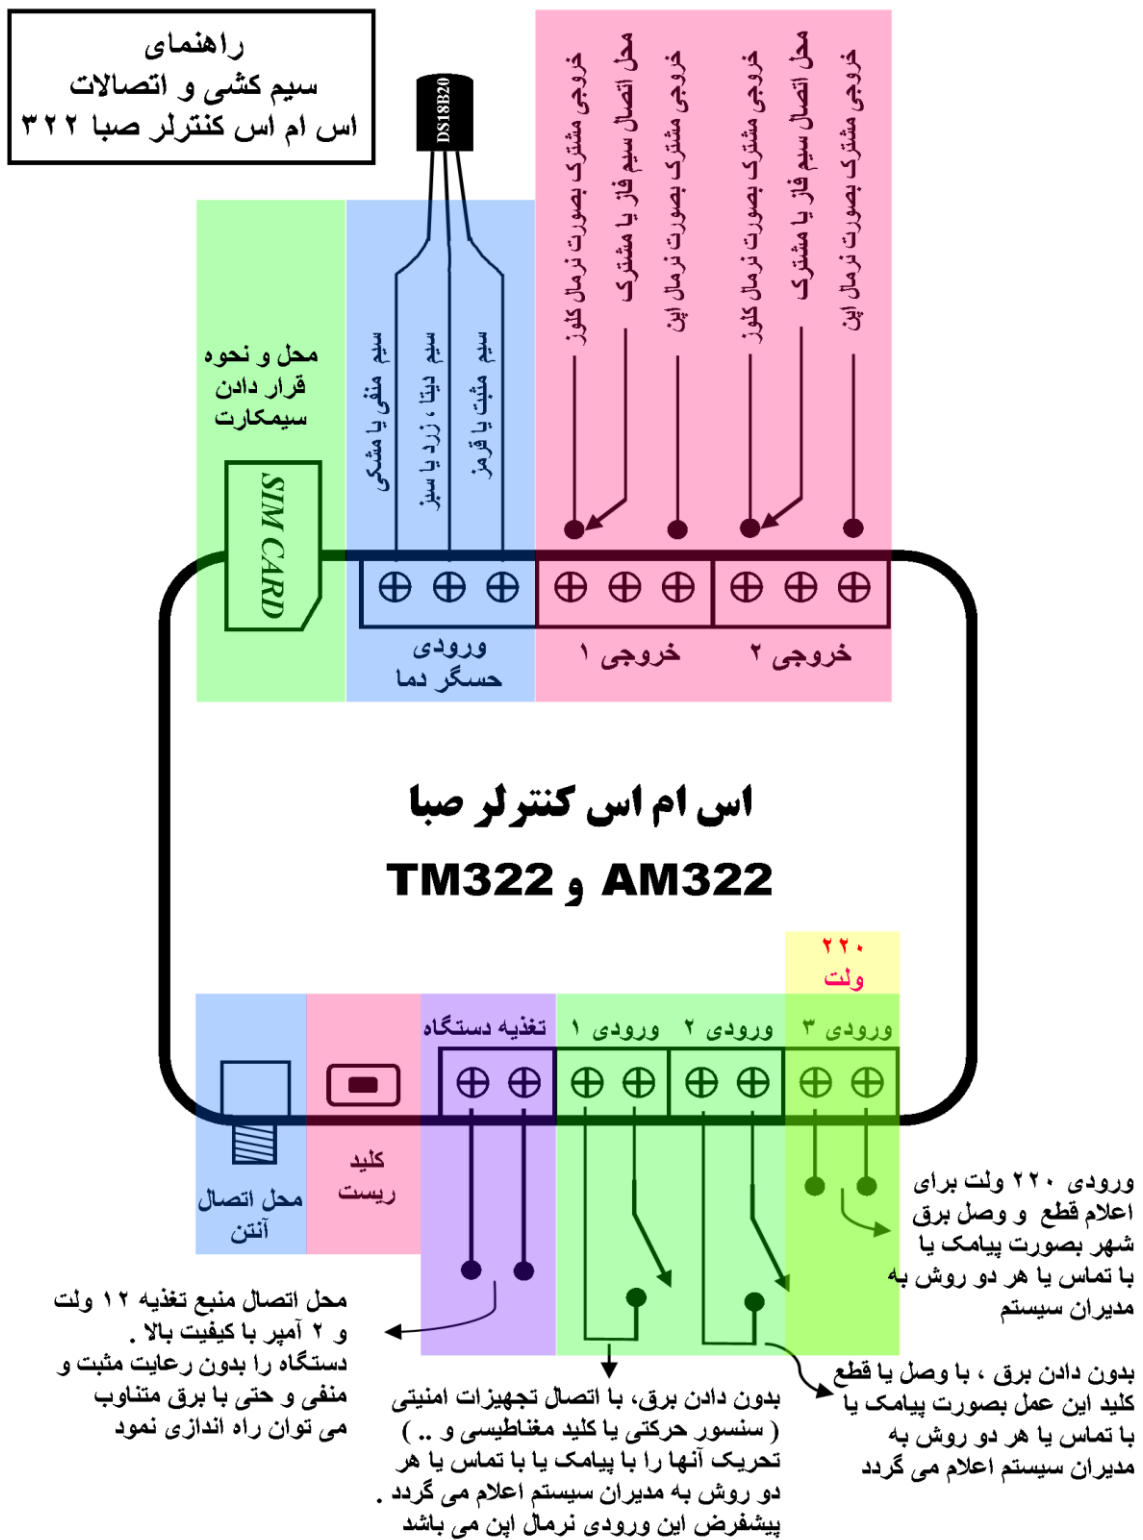 راهنمای
سیم کشی و اتصالات
اس ام اس کنترلر صبا ۳۲۲
DS18B20
خروجی مشترک بصورت نرمال کلوز
محل اتصال سیم فاز یا مشترک
خروجی مشترک بصورت نرمال اپن
خروجی مشترک بصورت نرمال کلوز
محل اتصال سیم فاز یا مشترک
خروجی مشترک بصورت نرمال اپن
محل و نحوه
قرار دادن
سیمکارت
SIM CARD
سیم منفی یا مشکی
سیم دیتا ، زرد یا سبز
سیم مثبت یا قرمز
ورودی
حسگر دما
خروجی ۱
خروجی ۲
اس ام اس کنترلر صبا
TM322 و AM322
۲۲۰
ولت
تغذیه دستگاه
ورودی ۱
ورودی ۲
ورودی ۳
کلید
ریست
محل اتصال
آنتن
ورودی ۲۲۰ ولت برای
اعلام قطع و وصل برق
شهر بصورت پیامک یا
با تماس یا هر دو روش به
مدیران سیستم
بدون دادن برق ، با وصل یا قطع
کلید این عمل بصورت پیامک یا
با تماس یا هر دو روش به
مدیران سیستم اعلام می گردد
بدون دادن برق، با اتصال تجهیزات امنیتی
( سنسور حرکتی یا کلید مغناطیسی و .. )
تحریک آنها را با پیامک یا با تماس یا هر
دو روش به مدیران سیستم اعلام می گردد .
پیشفرض این ورودی نرمال اپن می باشد
محل اتصال منبع تغذیه ۱۲ ولت
و ۲ آمپر با کیفیت بالا .
دستگاه را بدون رعایت مثبت و
منفی و حتی با برق متناوب
می توان راه اندازی نمود